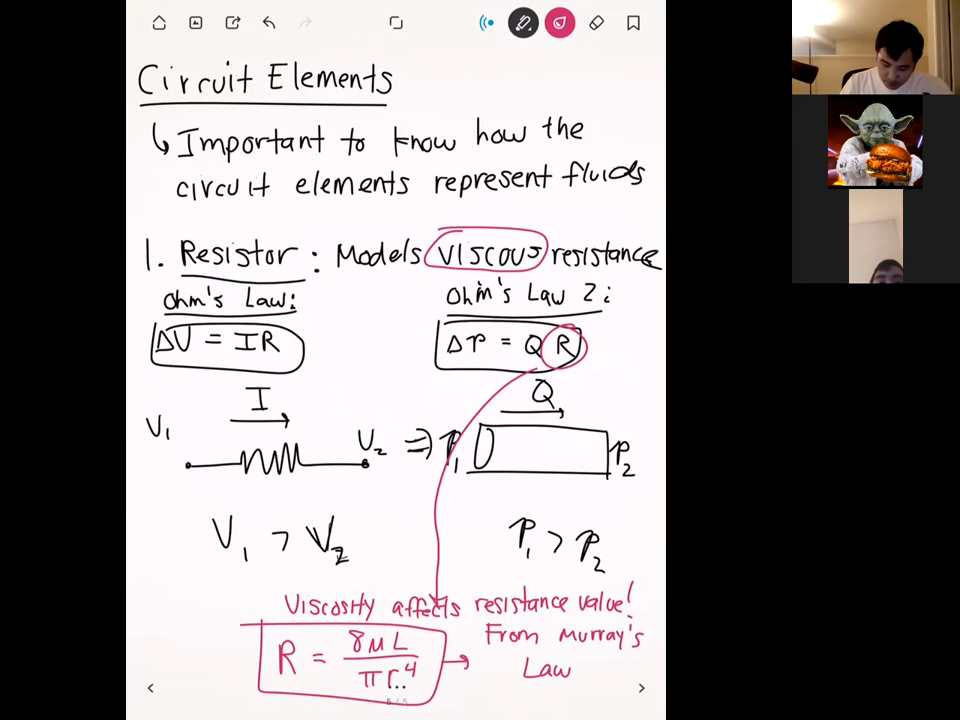 Circuit Elements
↳ Important to know how the
circuit elements represent fluids
1. Resistor : Models viscous resistance
Ohm's Law: Ohm's Law 2:
ΔV = IR ΔP = QR
I Q
V₁ V₂ ⇒ P₁ P₂
V₁ > V₂ P₁ > P₂
Viscosity affects resistance value!
R = 8μL / πr⁴ → From Murray's
Law
5 / 5